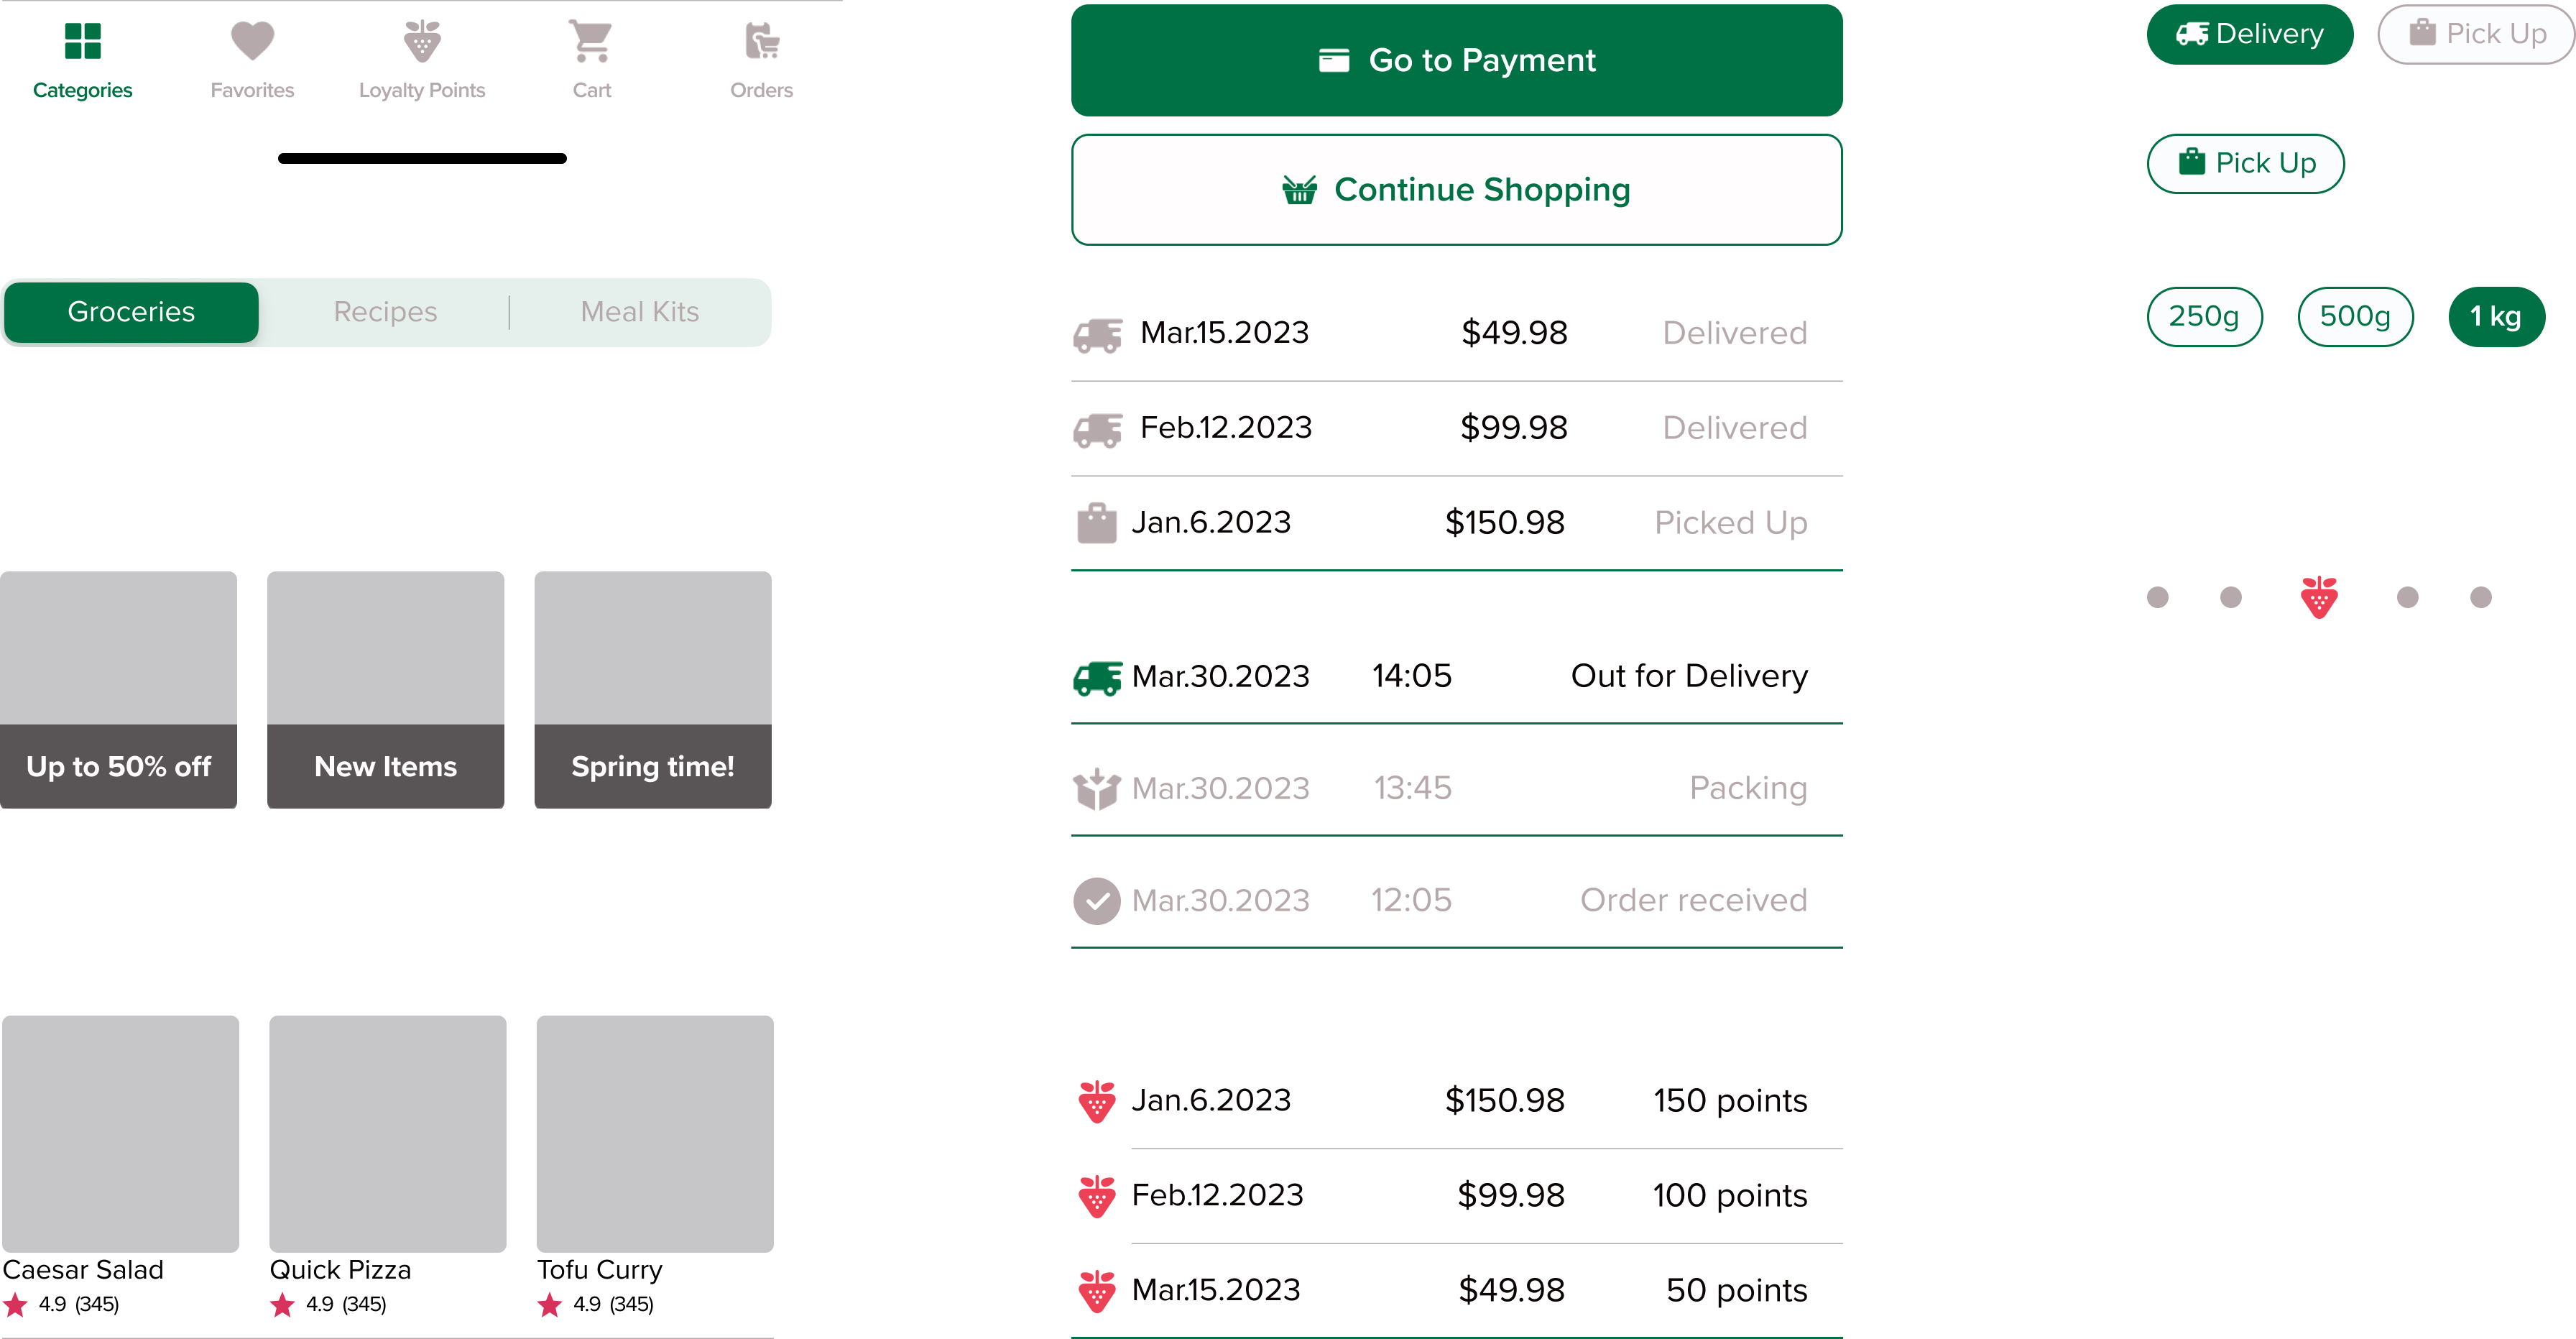 Categories Favorites Loyalty Points Cart Orders
Groceries Recipes Meal Kits
Up to 50% off New Items Spring time!
Caesar Salad Quick Pizza Tofu Curry
4.9 (345) 4.9 (345) 4.9 (345)
Go to Payment
Continue Shopping
Mar.15.2023 $49.98 Delivered
Feb.12.2023 $99.98 Delivered
Jan.6.2023 $150.98 Picked Up
Mar.30.2023 14:05 Out for Delivery
Mar.30.2023 13:45 Packing
Mar.30.2023 12:05 Order received
Jan.6.2023 $150.98 150 points
Feb.12.2023 $99.98 100 points
Mar.15.2023 $49.98 50 points
Delivery Pick Up
Pick Up
250g 500g 1 kg